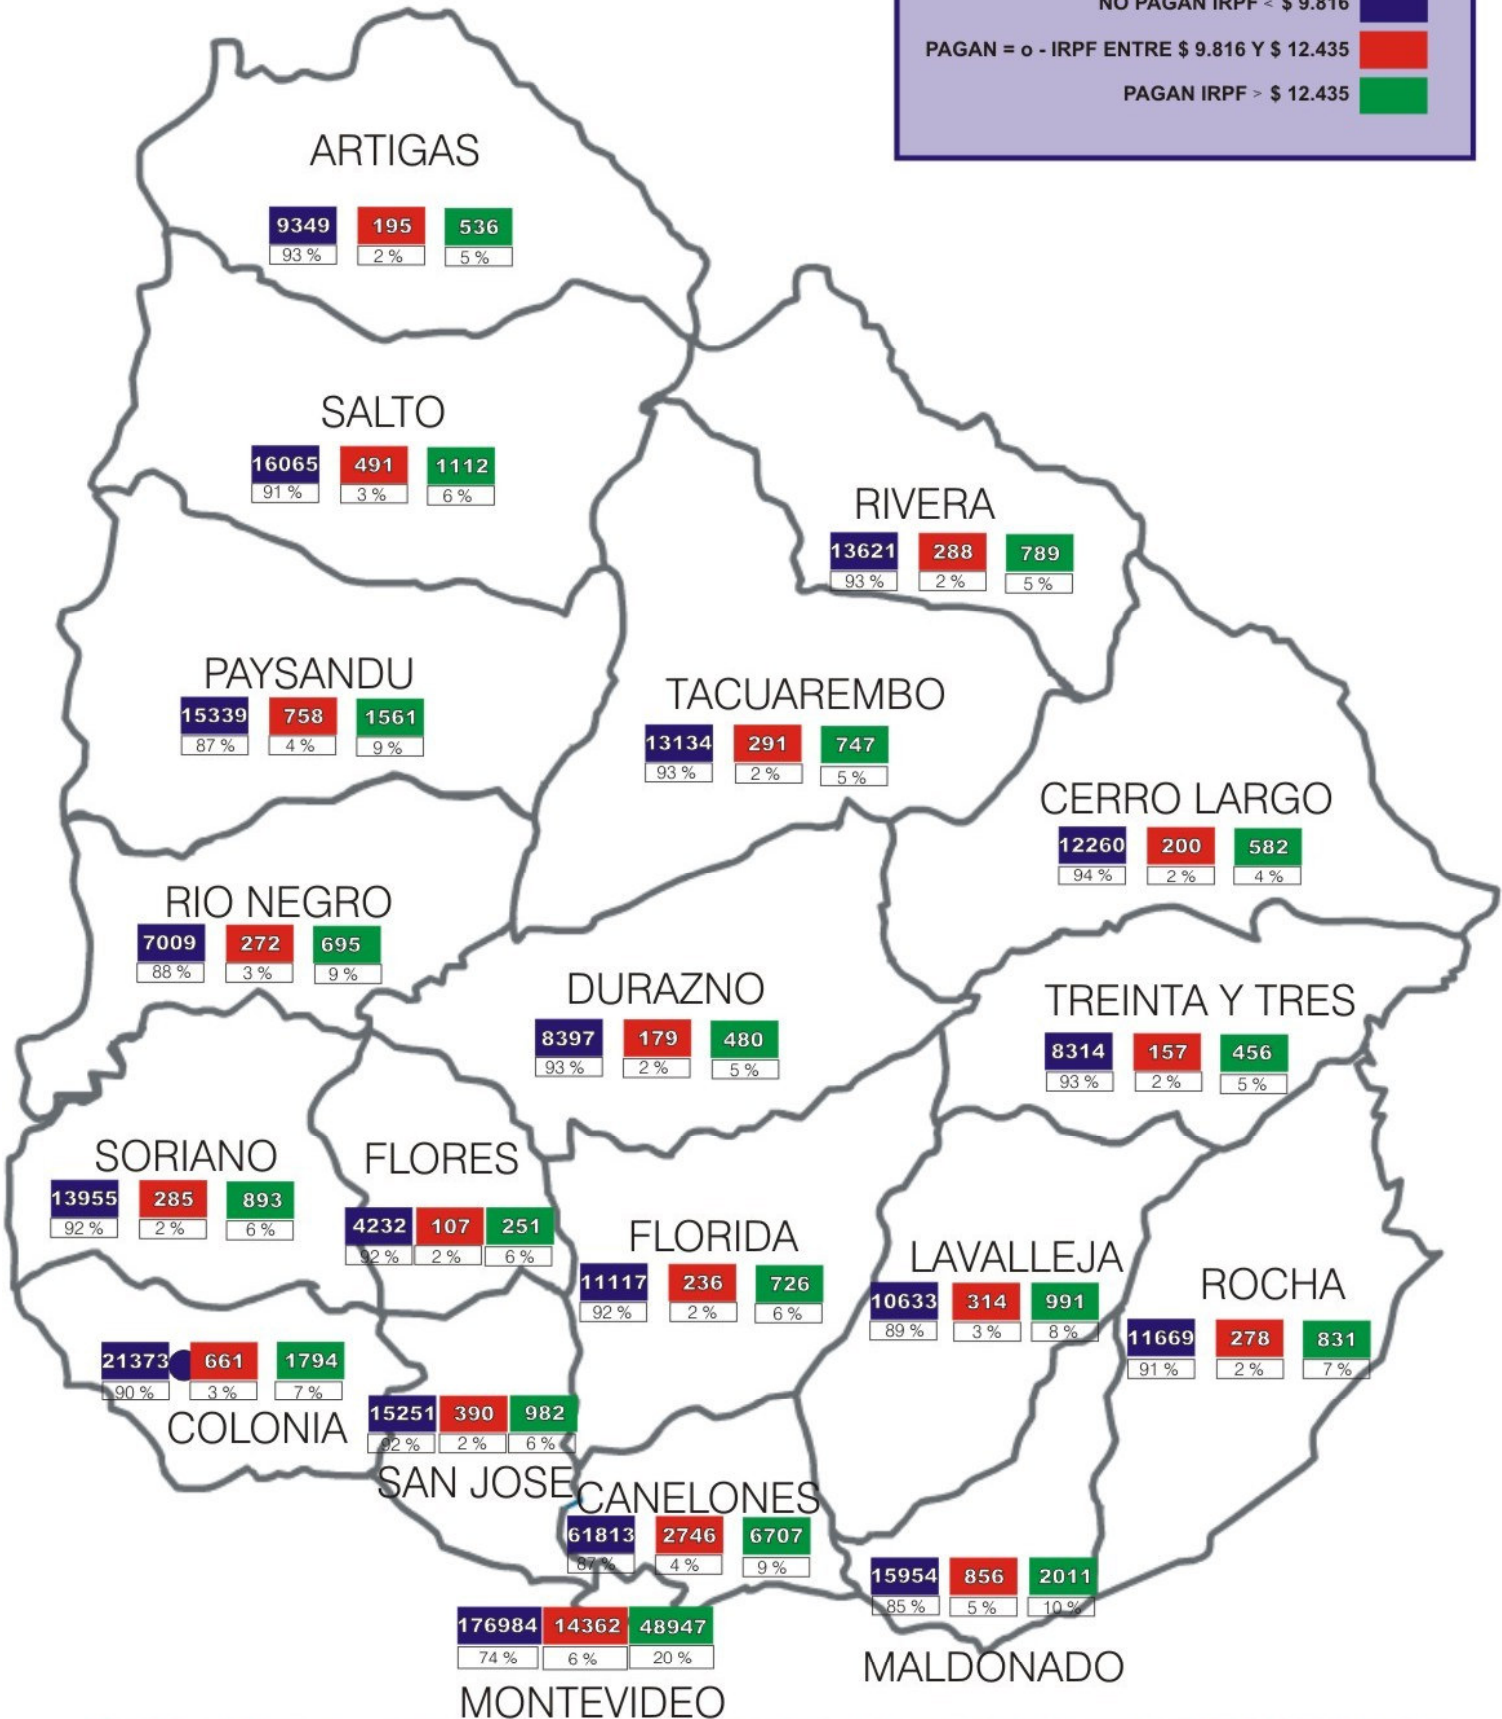 NO PAGAN IRPF < $ 9.816
PAGAN = o - IRPF ENTRE $ 9.816 Y $ 12.435
PAGAN IRPF > $ 12.435
ARTIGAS
9349 195 536
93 % 2 % 5 %
SALTO
16065 491 1112
91 % 3 % 6 %
RIVERA
13621 288 789
93 % 2 % 5 %
PAYSANDU
15339 758 1561
87 % 4 % 9 %
TACUAREMBO
13134 291 747
93 % 2 % 5 %
CERRO LARGO
12260 200 582
94 % 2 % 4 %
RIO NEGRO
7009 272 695
88 % 3 % 9 %
DURAZNO
8397 179 480
93 % 2 % 5 %
TREINTA Y TRES
8314 157 456
93 % 2 % 5 %
SORIANO
13955 285 893
92 % 2 % 6 %
FLORES
4232 107 251
92 % 2 % 6 %
FLORIDA
11117 236 726
92 % 2 % 6 %
LAVALLEJA
10633 314 991
89 % 3 % 8 %
ROCHA
11669 278 831
91 % 2 % 7 %
21373 661 1794
90 % 3 % 7 %
COLONIA
15251 390 982
92 % 2 % 6 %
SAN JOSE
CANELONES
61813 2746 6707
87 % 4 % 9 %
15954 856 2011
85 % 5 % 10 %
MALDONADO
176984 14362 48947
74 % 6 % 20 %
MONTEVIDEO